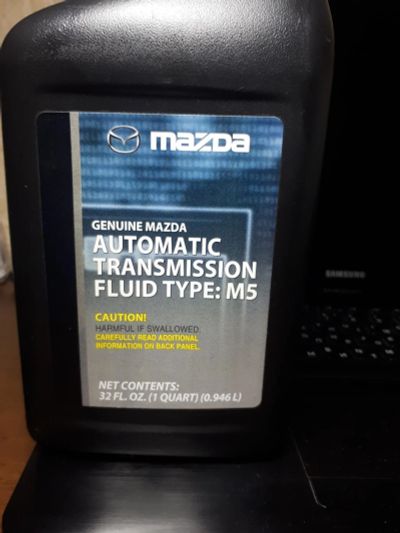 mazda
GENUINE MAZDA
AUTOMATIC
TRANSMISSION
FLUID TYPE: M5
CAUTION!
HARMFUL IF SWALLOWED.
CAREFULLY READ ADDITIONAL
INFORMATION ON BACK PANEL.
NET CONTENTS:
32 FL. OZ. (1 QUART) (0.946 L)
SAMSUNG